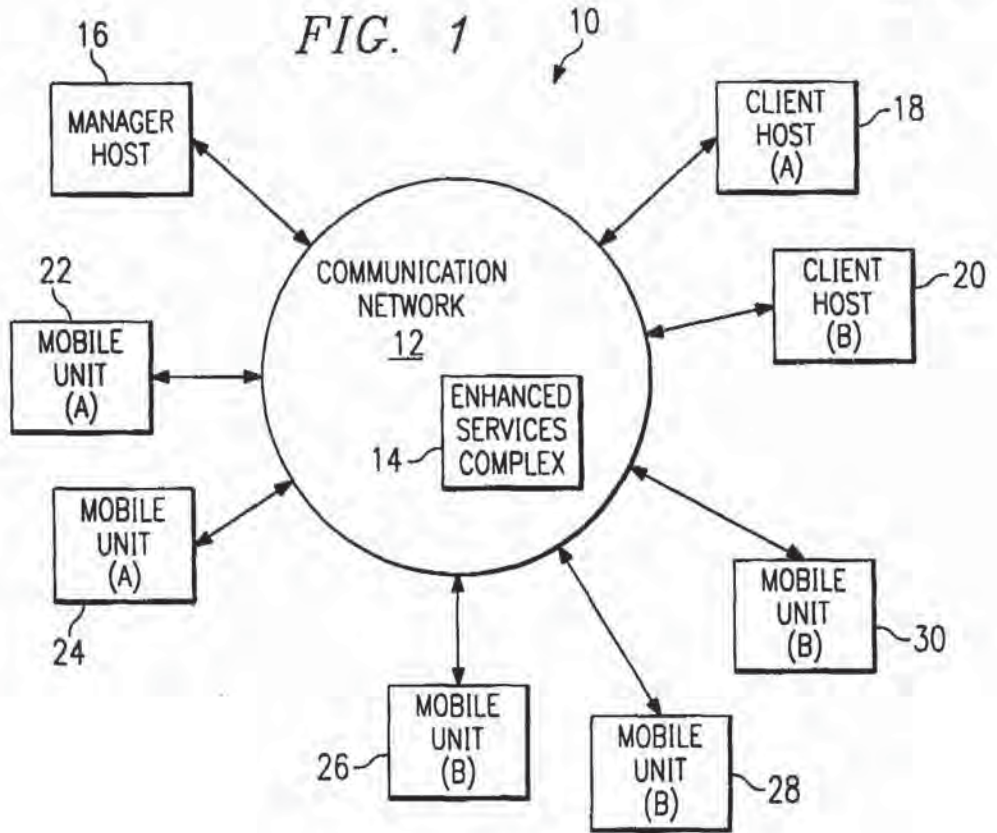 FIG. 1
10
16
MANAGER
HOST
CLIENT
HOST
(A)
18
22
MOBILE
UNIT
(A)
COMMUNICATION
NETWORK
12
CLIENT
HOST
(B)
20
14
ENHANCED
SERVICES
COMPLEX
MOBILE
UNIT
(A)
24
MOBILE
UNIT
(B)
30
26
MOBILE
UNIT
(B)
MOBILE
UNIT
(B)
28